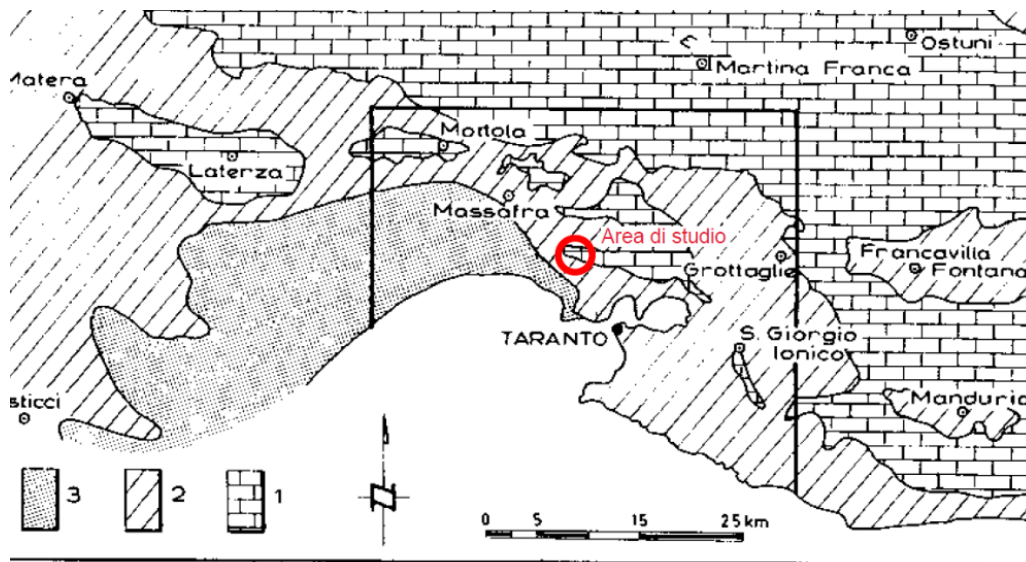 Ostuni
Martina Franca
Matera
Mottola
Laterza
Massafra
Area di studio
Francavilla
Fontana
Grottaglie
TARANTO
S. Giorgio
Ionico
Manduria
sticci
3 2 1
0 5 10 15 25 km